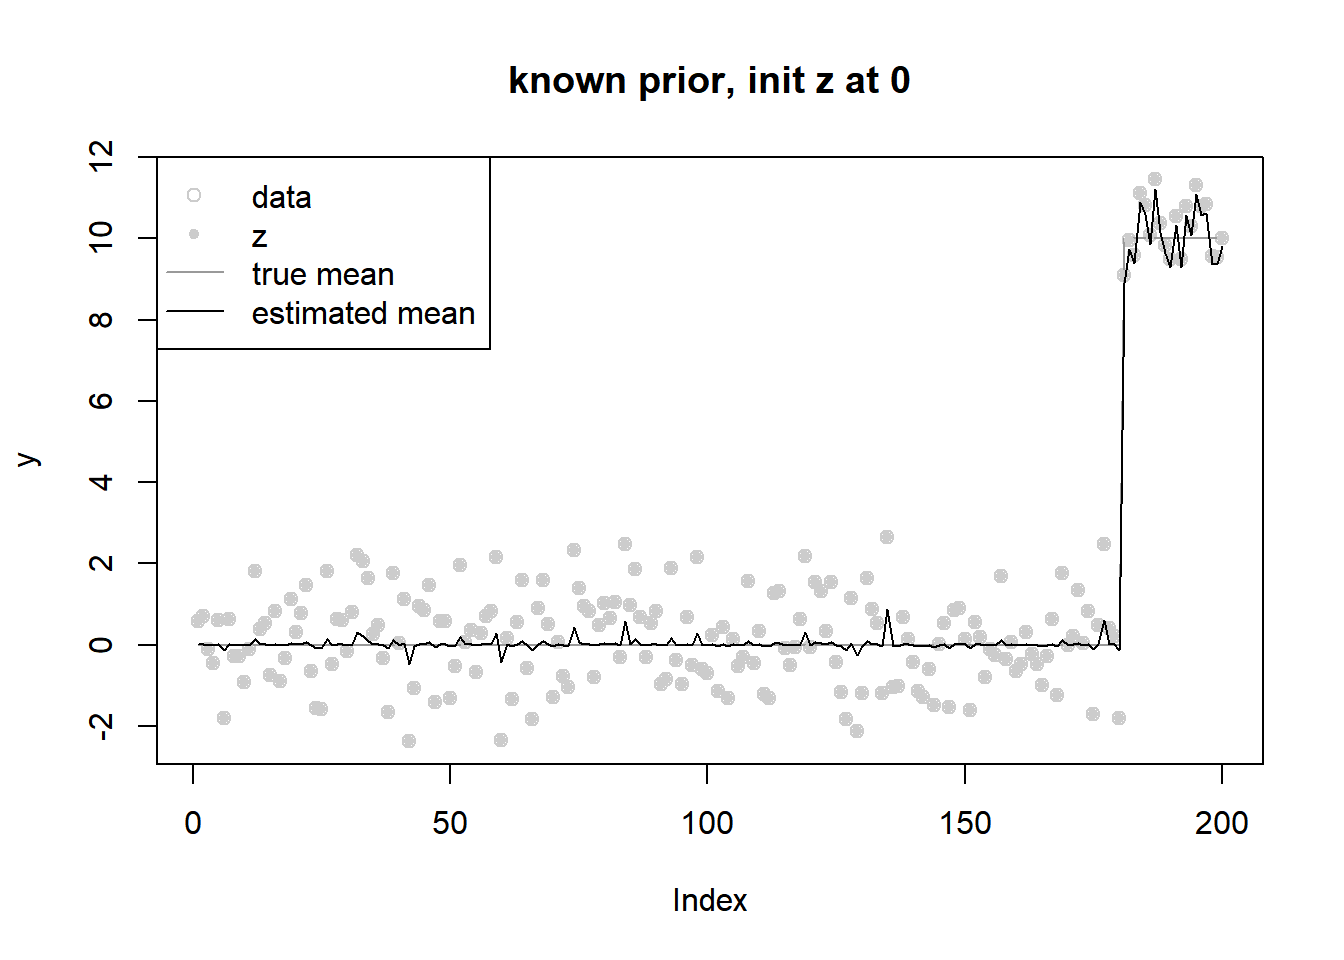 known prior, init z at 0
data
z
true mean
estimated mean
12
10
8
6
4
2
0
-2
y
0 50 100 150 200
Index